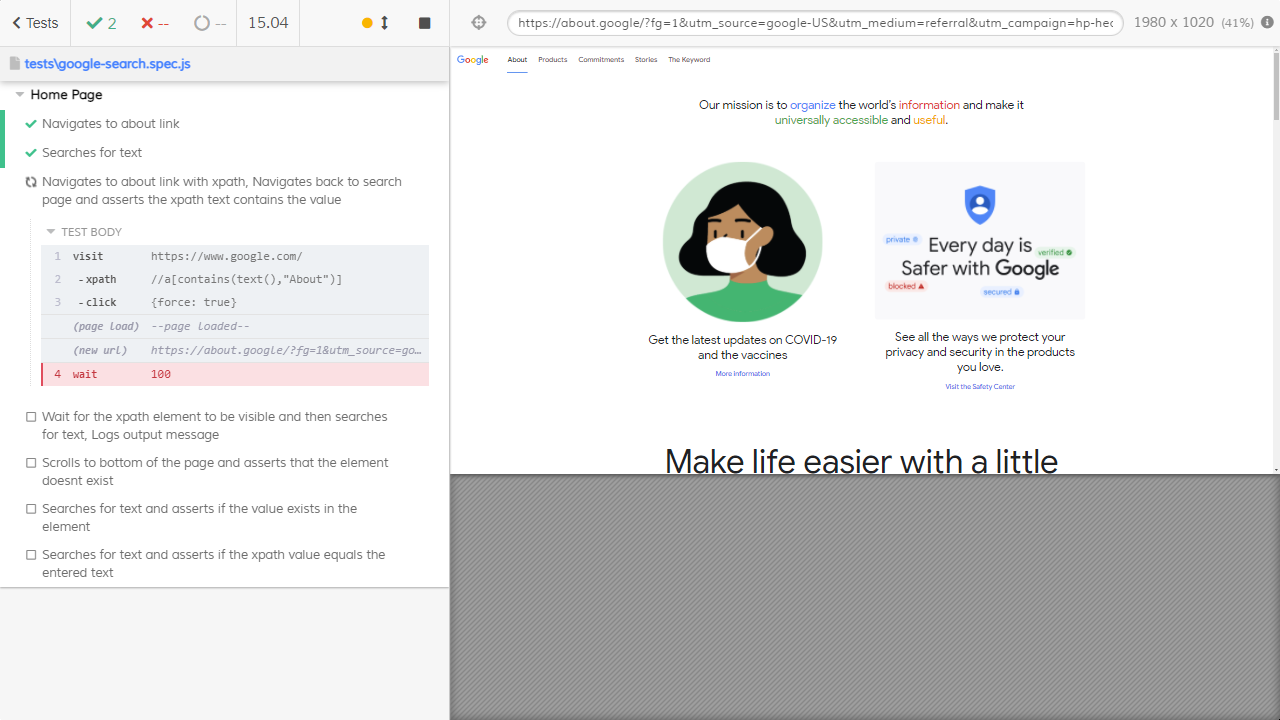 Tests
2
--
--
15.04
https://about.google/?fg=1&utm_source=google-US&utm_medium=referral&utm_campaign=hp-hec
1980 x 1020 (41%)
tests\google-search.spec.js
Home Page
Navigates to about link
Searches for text
Navigates to about link with xpath, Navigates back to search
page and asserts the xpath text contains the value
TEST BODY
1 visit https://www.google.com/
2 -xpath //a[contains(text(),"About")]
3 -click {force: true}
(page load) --page loaded--
(new url) https://about.google/?fg=1&utm_source=go...
4 wait 100
Wait for the xpath element to be visible and then searches
for text, Logs output message
Scrolls to bottom of the page and asserts that the element
doesnt exist
Searches for text and asserts if the value exists in the
element
Searches for text and asserts if the xpath value equals the
entered text
Google About Products Commitments Stories The Keyword
Our mission is to organize the world's information and make it
universally accessible and useful.
private
Every day is
verified
Safer with Google
blocked
secured
Get the latest updates on COVID-19
and the vaccines
More information
See all the ways we protect your
privacy and security in the products
you love.
Visit the Safety Center
Make life easier with a little